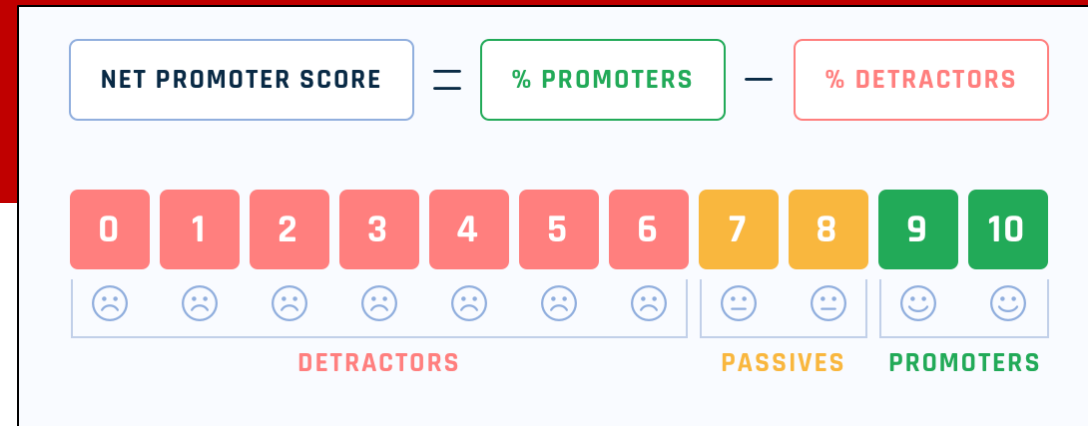 NET PROMOTER SCORE = % PROMOTERS − % DETRACTORS
0 1 2 3 4 5 6 7 8 9 10
DETRACTORS PASSIVES PROMOTERS